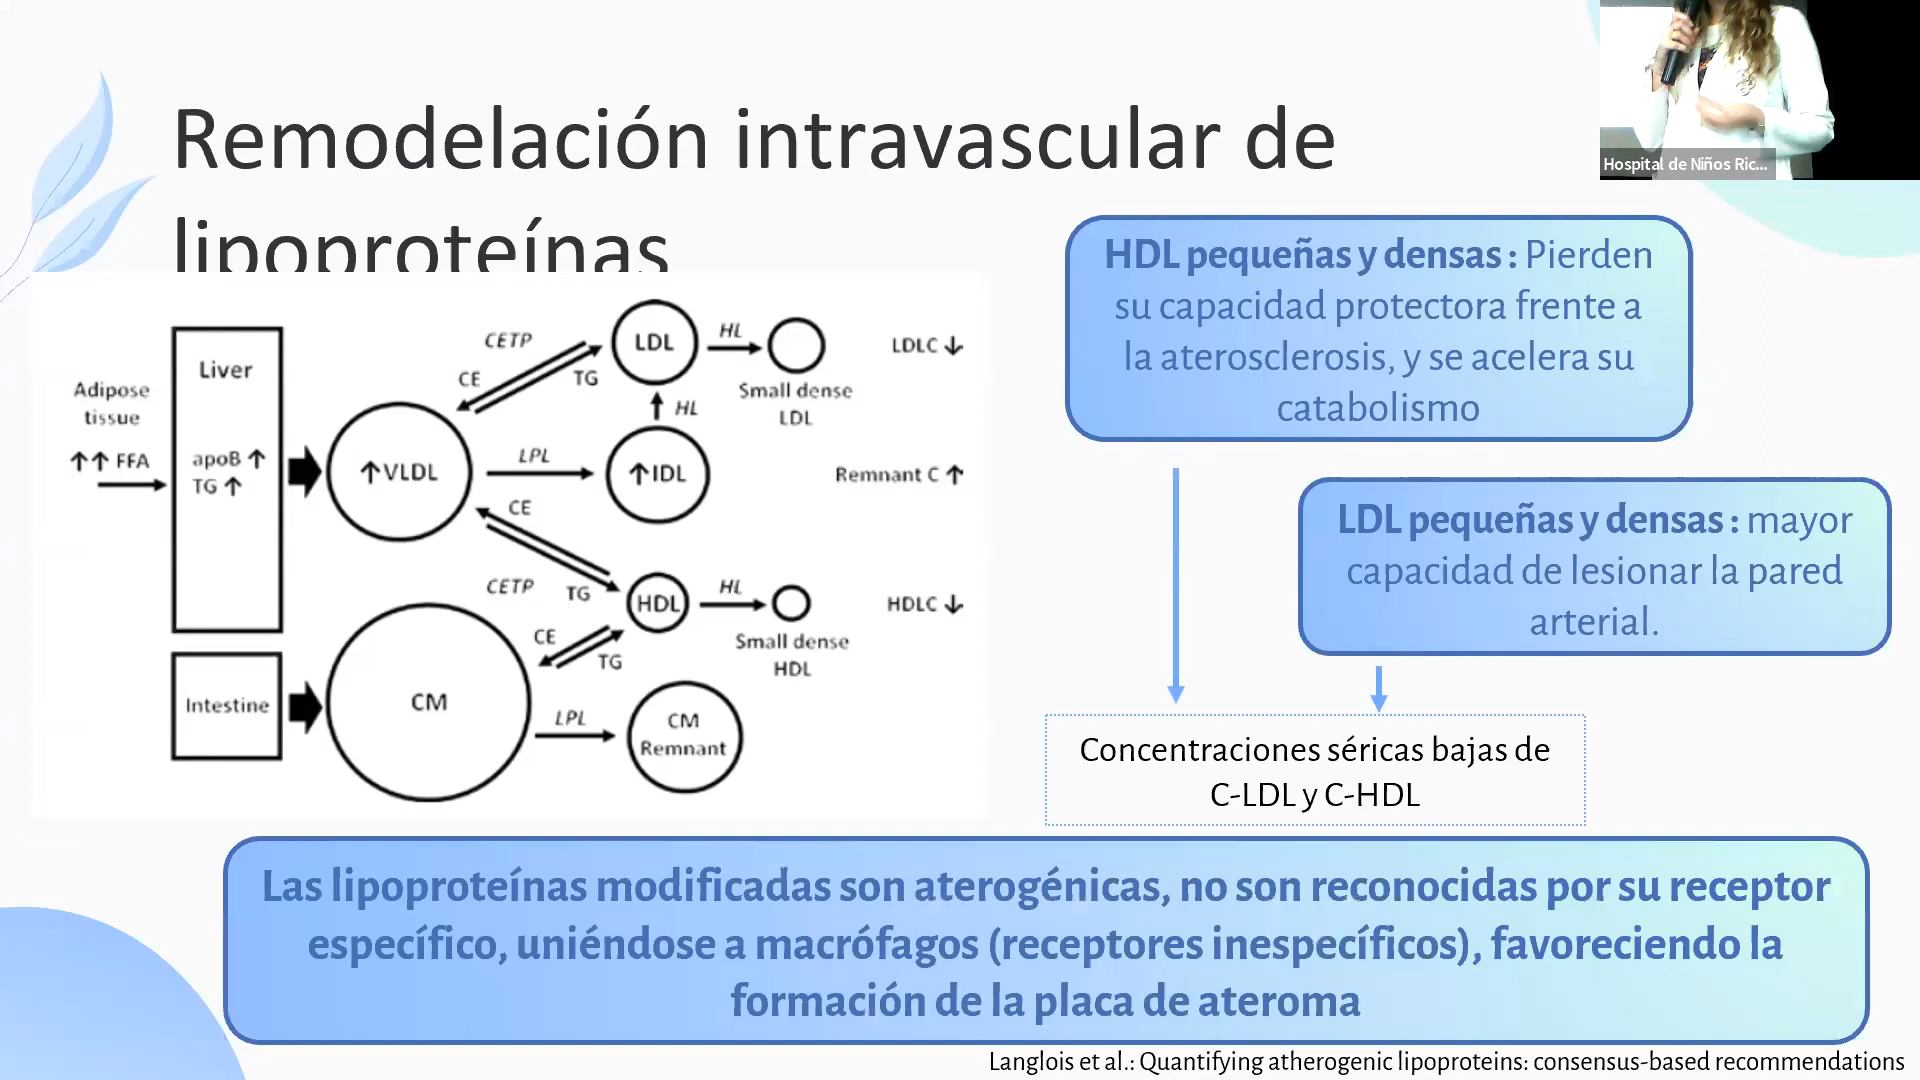 Remodelación intravascular de
lipoproteínas
Hospital de Niños Ric...
HDL pequeñas y densas : Pierden
su capacidad protectora frente a
la aterosclerosis, y se acelera su
catabolismo
LDL pequeñas y densas : mayor
capacidad de lesionar la pared
arterial.
Concentraciones séricas bajas de
C-LDL y C-HDL
Adipose
tissue
↑↑ FFA
Liver
apoB ↑
TG ↑
Intestine
↑VLDL
CM
CETP
CE
TG
LDL
HL
Small dense
LDL
LDLC ↓
HL
LPL
↑IDL
Remnant C ↑
CE
CETP
TG
HDL
HL
Small dense
HDL
HDLC ↓
CE
TG
LPL
CM
Remnant
Las lipoproteínas modificadas son aterogénicas, no son reconocidas por su receptor
específico, uniéndose a macrófagos (receptores inespecíficos), favoreciendo la
formación de la placa de ateroma
Langlois et al.: Quantifying atherogenic lipoproteins: consensus-based recommendations